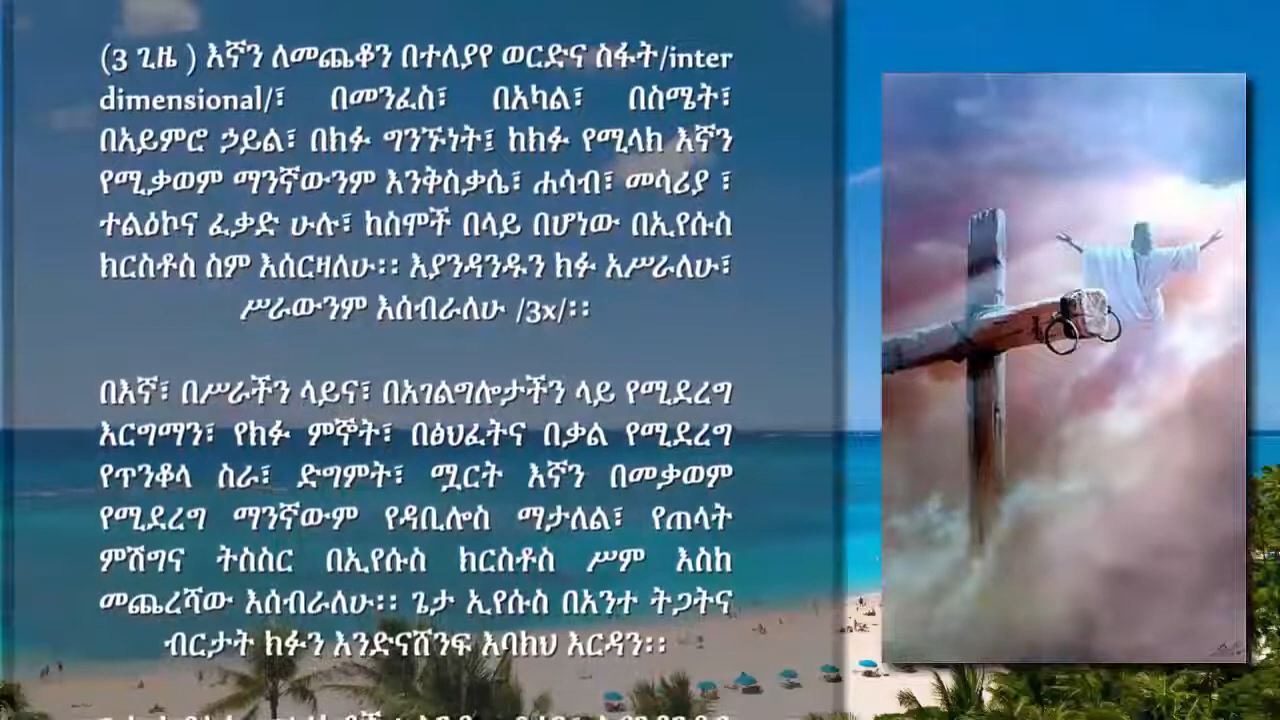 (3 ጊዜ ) እኛን ለመጨቆን በተለያየ ወርድና ስፋት/inter
dimensional/፣ በመንፈስ፣ በአካል፣ በስሜት፣
በአይምሮ ኃይል፣ በክፉ ግንኙነት፤ ከክፉ የሚላክ እኛን
የሚቃወም ማንኛውንም እንቅስቃሴ፣ ሐሳብ፣ መሳሪያ ፣
ተልዕኮና ፈቃድ ሁሉ፣ ከስሞች በላይ በሆነው በኢየሱስ
ክርስቶስ ስም እሰርዛለሁ፡፡ እያንዳንዱን ክፉ አሥራለሁ፣
ሥራውንም እሰብራለሁ /3x/፡፡
በእኛ፣ በሥራችን ላይና፣ በአገልግሎታችን ላይ የሚደረግ
እርግማን፣ የክፉ ምኞት፣ በፅህፈትና በቃል የሚደረግ
የጥንቆላ ስራ፣ ድግምት፣ ሟርት እኛን በመቃወም
የሚደረግ ማንኛውም የዳቢሎስ ማታለል፣ የጠላት
ምሽግና ትስስር በኢየሱስ ክርስቶስ ሥም እስከ
መጨረሻው እሰብራለሁ፡፡ ጌታ ኢየሱስ በአንተ ትጋትና
ብርታት ክፉን እንድናሸንፍ እባክህ እርዳን፡፡